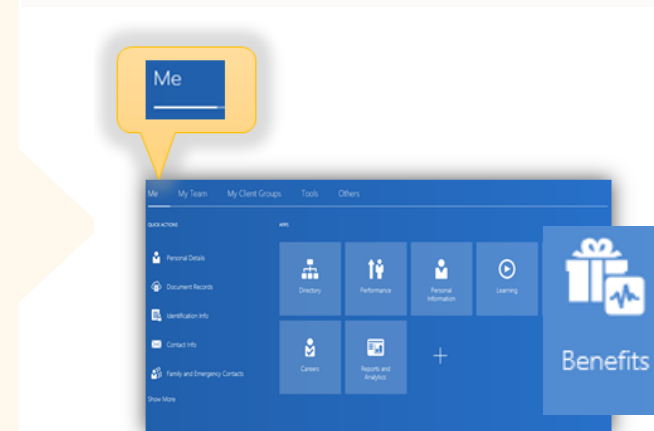 Me
Me My Team My Client Groups Tools Others
QUICK ACTIONS
APPS
Personal Details
Document Records
Identification Info
Contact Info
Family and Emergency Contacts
Show More
Directory
Performance
Personal
Information
Learning
Careers
Reports and
Analytics
Benefits